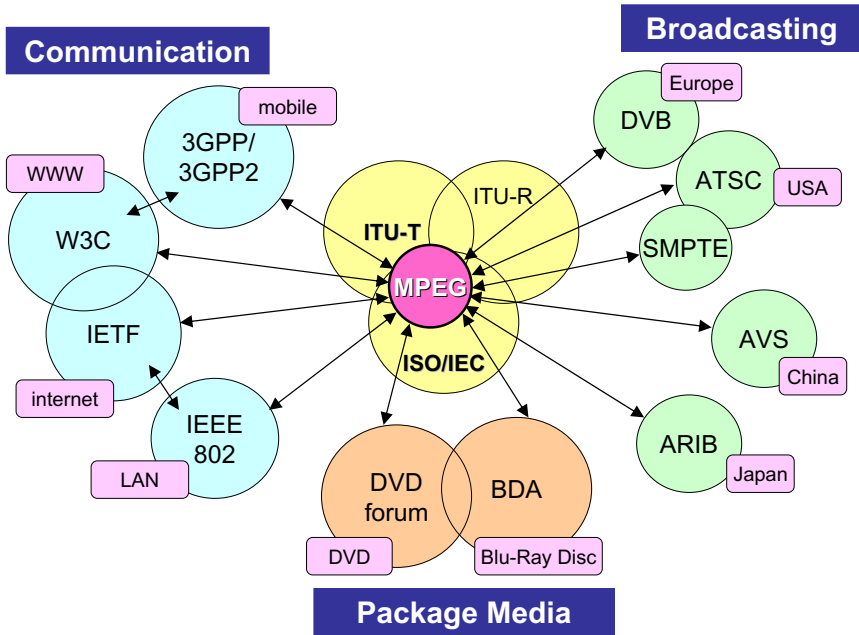 Communication
Broadcasting
mobile
3GPP/
3GPP2
WWW
W3C
IETF
internet
IEEE
802
LAN
ITU-T
ITU-R
MPEG
ISO/IEC
Europe
DVB
ATSC
USA
SMPTE
AVS
China
ARIB
Japan
DVD
forum
DVD
BDA
Blu-Ray Disc
Package Media